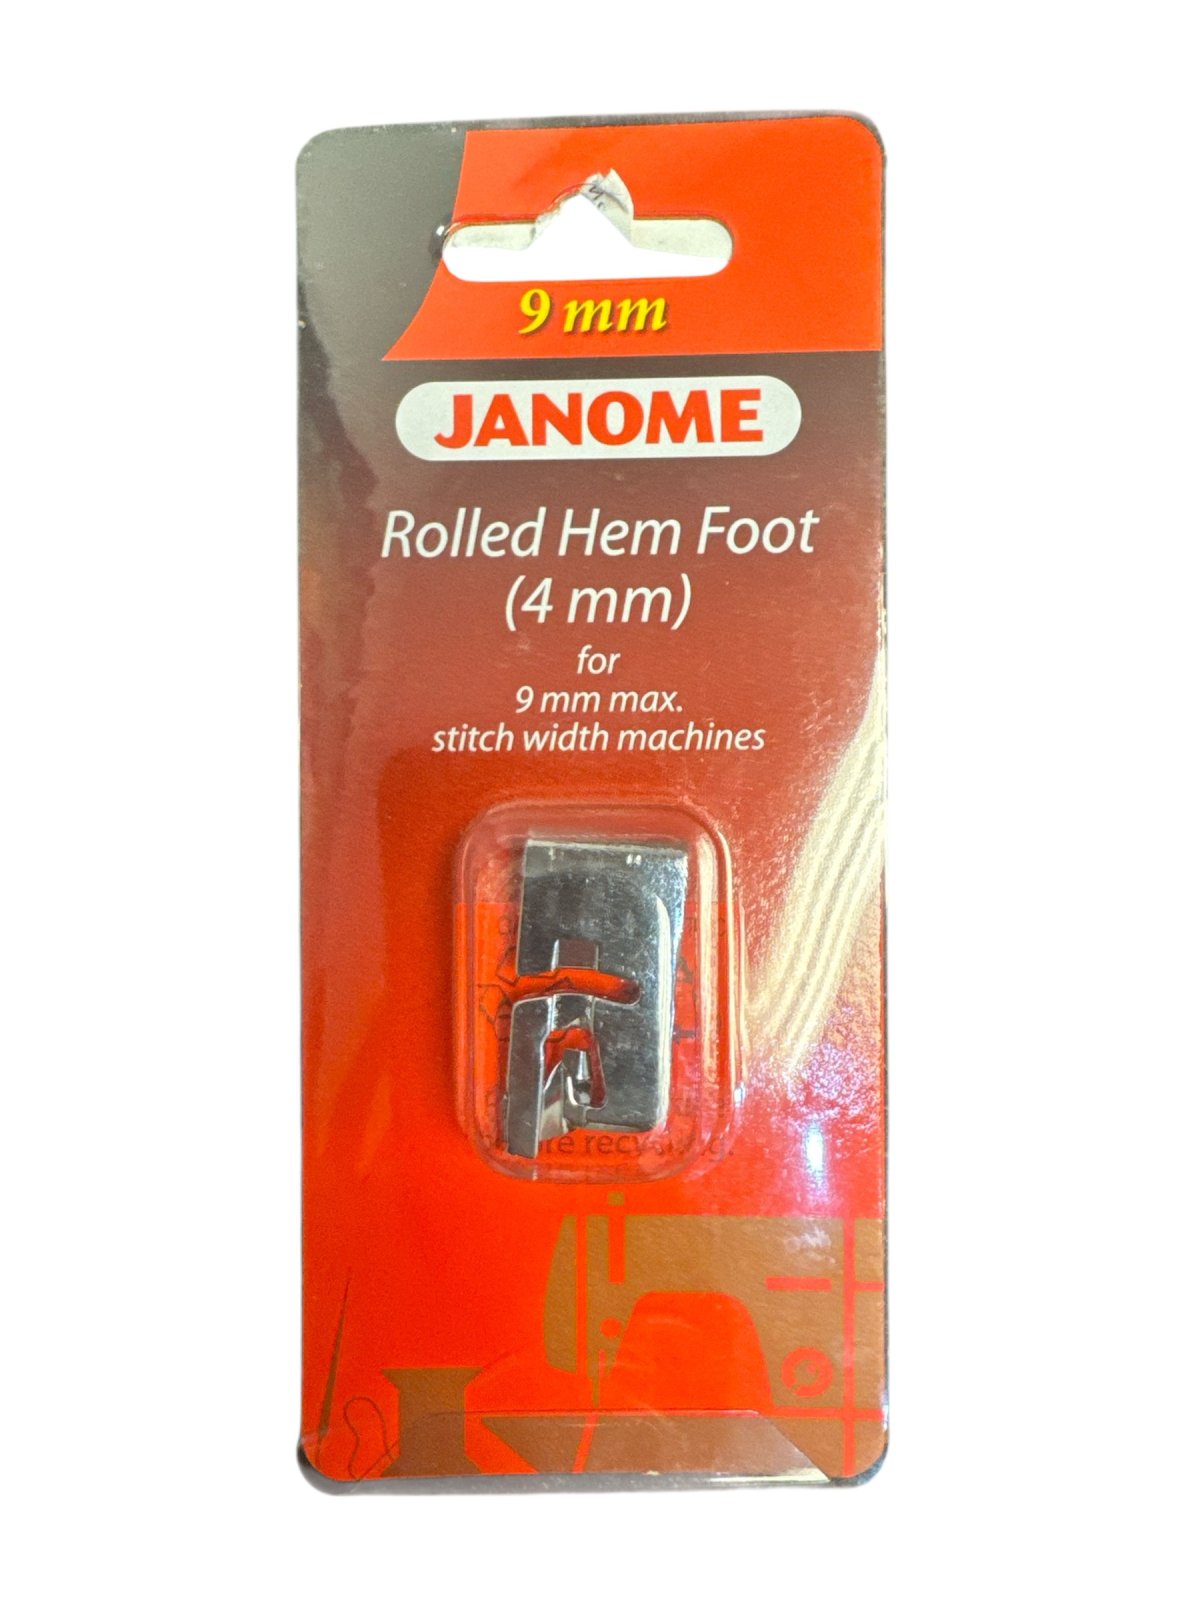 9 mm
JANOME
Rolled Hem Foot
(4 mm)
for
9 mm max.
stitch width machines